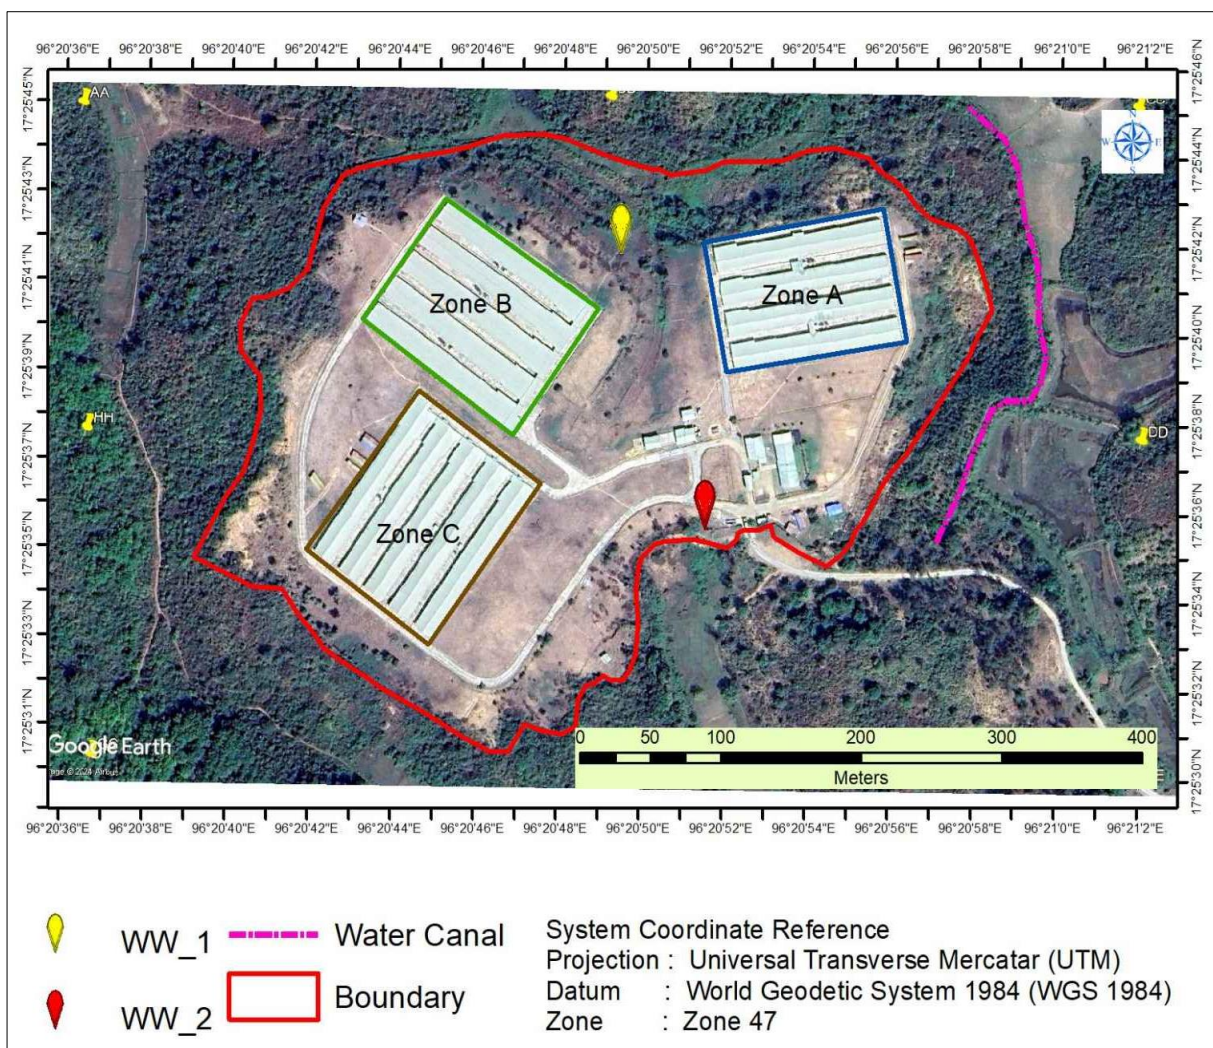 96°20'36"E 96°20'38"E 96°20'40"E 96°20'42"E 96°20'44"E 96°20'46"E 96°20'48"E 96°20'50"E 96°20'52"E 96°20'54"E 96°20'56"E 96°20'58"E 96°21'0"E 96°21'2"E
17°25'45"N
17°25'43"N
17°25'41"N
17°25'39"N
17°25'37"N
17°25'35"N
17°25'33"N
17°25'31"N
17°25'46"N
17°25'44"N
17°25'42"N
17°25'40"N
17°25'38"N
17°25'36"N
17°25'34"N
17°25'32"N
17°25'30"N
AA
N
W E
S
Zone B
Zone A
HH
DD
Zone C
0 50 100 200 300 400
Meters
Google Earth
© 2024 Airbus
96°20'36"E 96°20'38"E 96°20'40"E 96°20'42"E 96°20'44"E 96°20'46"E 96°20'48"E 96°20'50"E 96°20'52"E 96°20'54"E 96°20'56"E 96°20'58"E 96°21'0"E 96°21'2"E
WW_1
WW_2
Water Canal
Boundary
System Coordinate Reference
Projection : Universal Transverse Mercatar (UTM)
Datum : World Geodetic System 1984 (WGS 1984)
Zone : Zone 47